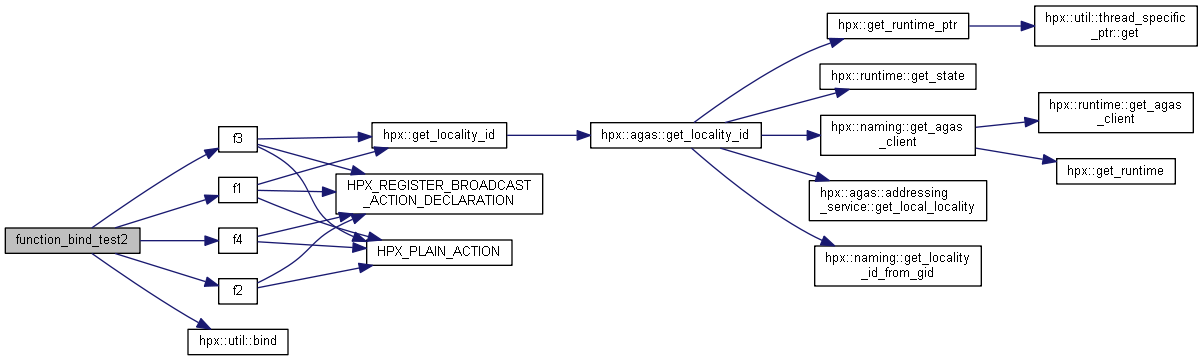 function_bind_test2
f3
f1
f4
f2
hpx::util::bind
hpx::get_locality_id
HPX_REGISTER_BROADCAST
_ACTION_DECLARATION
HPX_PLAIN_ACTION
hpx::agas::get_locality_id
hpx::get_runtime_ptr
hpx::runtime::get_state
hpx::naming::get_agas
_client
hpx::agas::addressing
_service::get_local_locality
hpx::naming::get_locality
_id_from_gid
hpx::util::thread_specific
_ptr::get
hpx::runtime::get_agas
_client
hpx::get_runtime